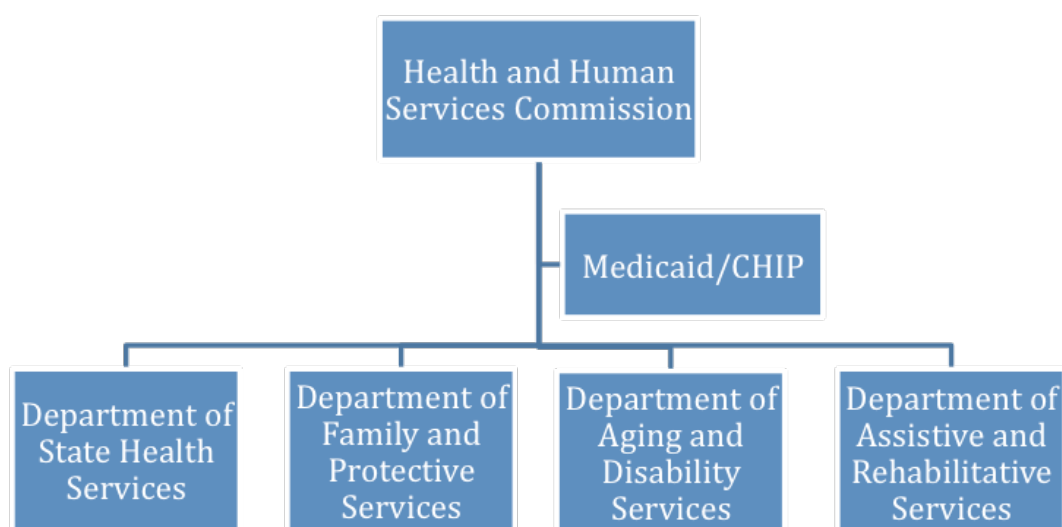 Health and Human
Services Commission
Medicaid/CHIP
Department of
State Health
Services
Department of
Family and
Protective
Services
Department of
Aging and
Disability
Services
Department of
Assistive and
Rehabilitative
Services